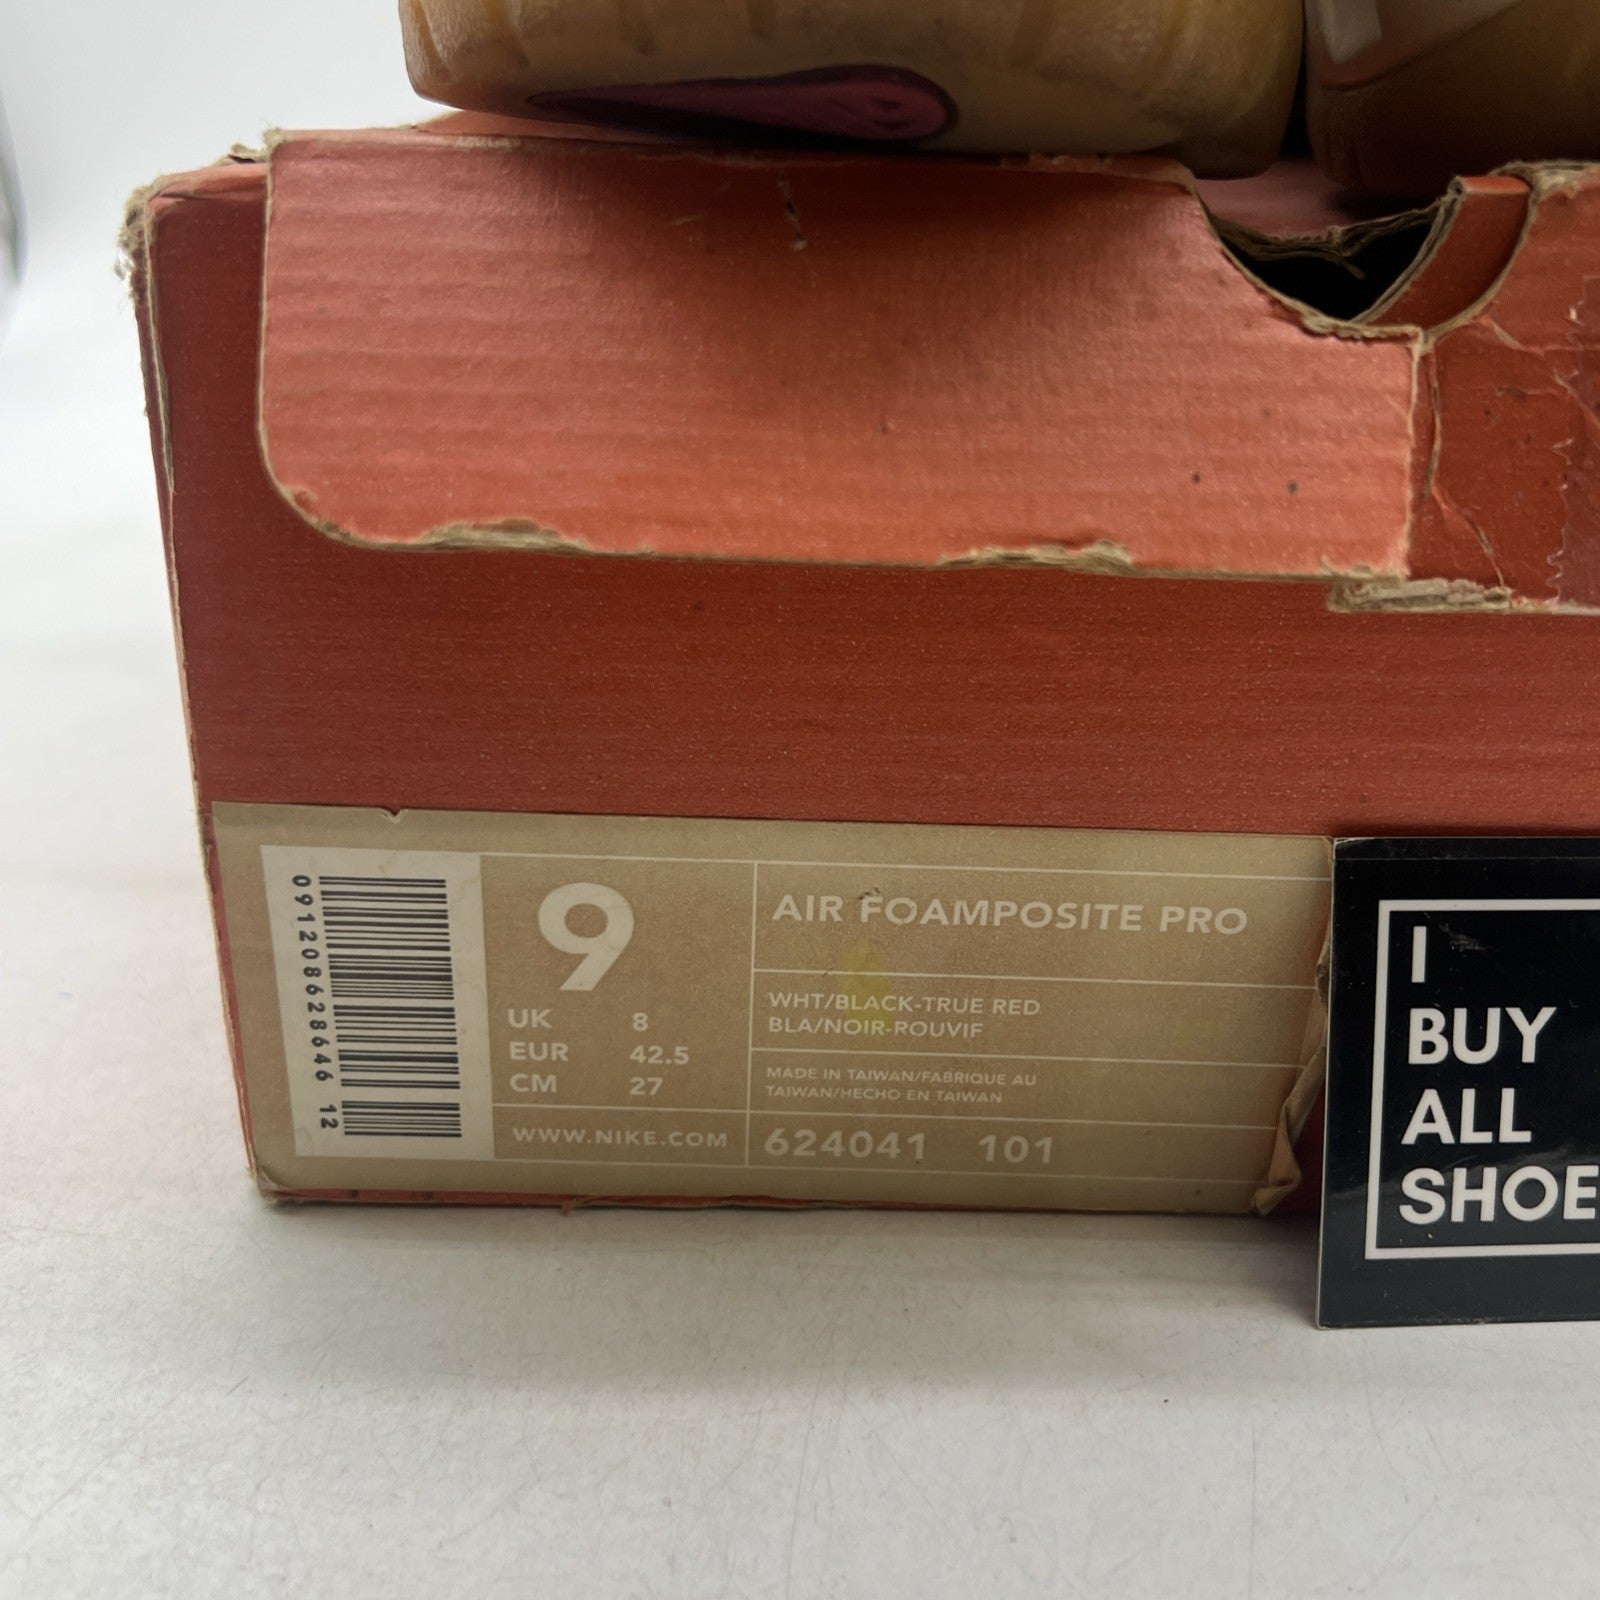 091208628646 12
9
UK 8
EUR 42.5
CM 27
WWW.NIKE.COM
AIR FOAMPOSITE PRO
WHT/BLACK-TRUE RED
BLA/NOIR-ROUVIF
MADE IN TAIWAN/FABRIQUE AU
TAIWAN/HECHO EN TAIWAN
624041 101
I
BUY
ALL
SHOE